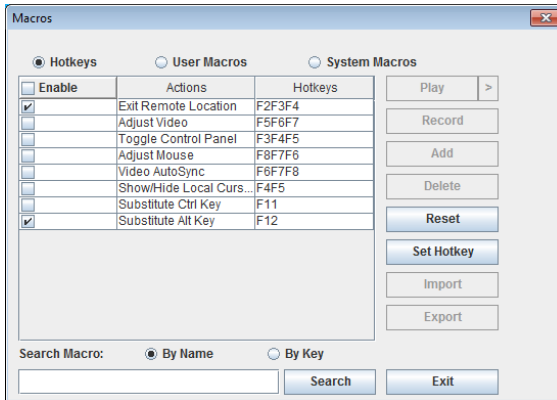 Macros
Hotkeys User Macros System Macros
Enable Actions Hotkeys Play >
Exit Remote Location F2F3F4
Adjust Video F5F6F7 Record
Toggle Control Panel F3F4F5
Adjust Mouse F8F7F6 Add
Video AutoSync F6F7F8
Show/Hide Local Curs... F4F5 Delete
Substitute Ctrl Key F11
Substitute Alt Key F12 Reset
Set Hotkey
Import
Export
Search Macro: By Name By Key
Search Exit